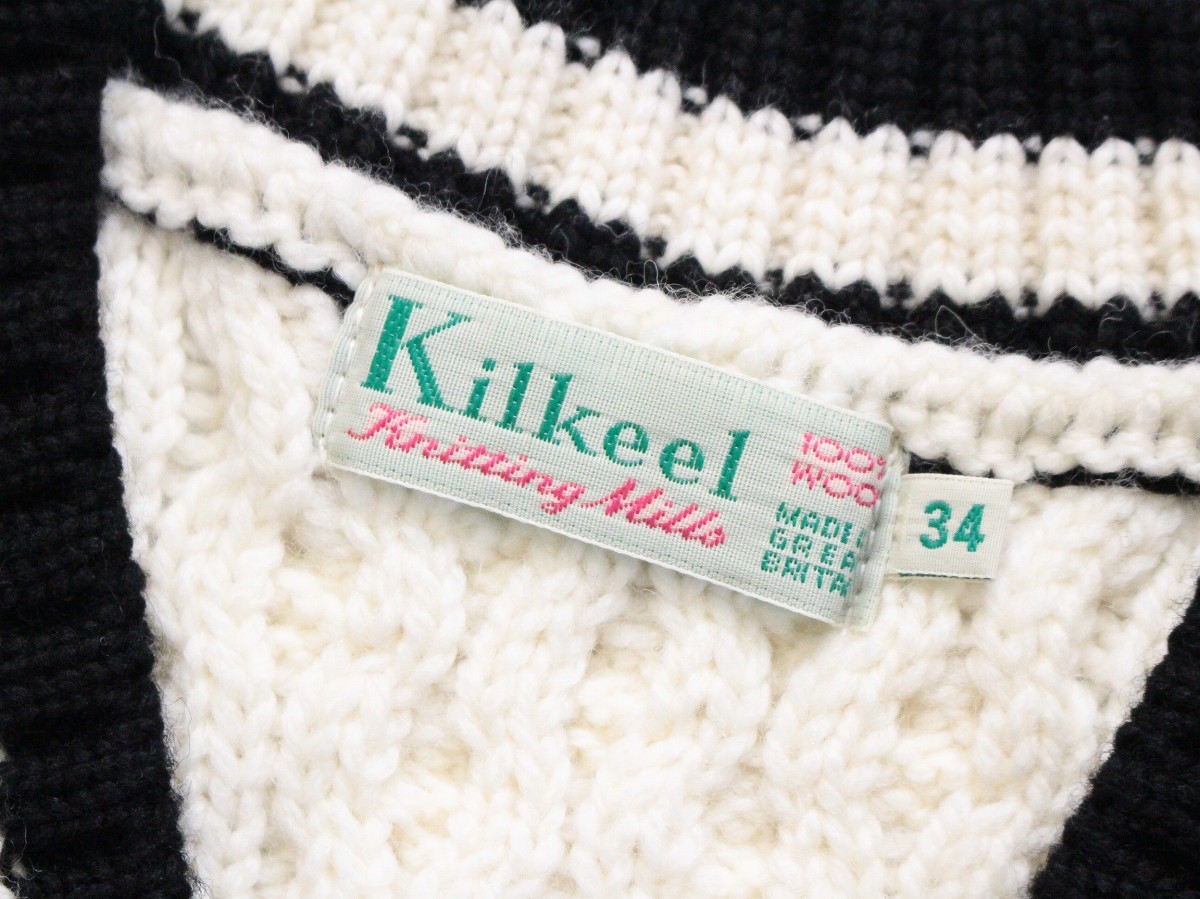 Kilkeel
Knitting Mills
100%
WOO
MADE
GREA
BRITA
34